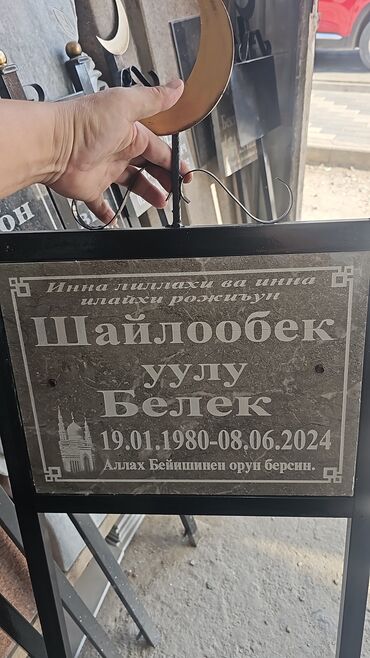 Инна лиллахи ва инна
илайхи рожиъун
Шайлообек
уулу
Белек
19.01.1980-08.06.2024
Аллах Бейишинен орун берсин.
он